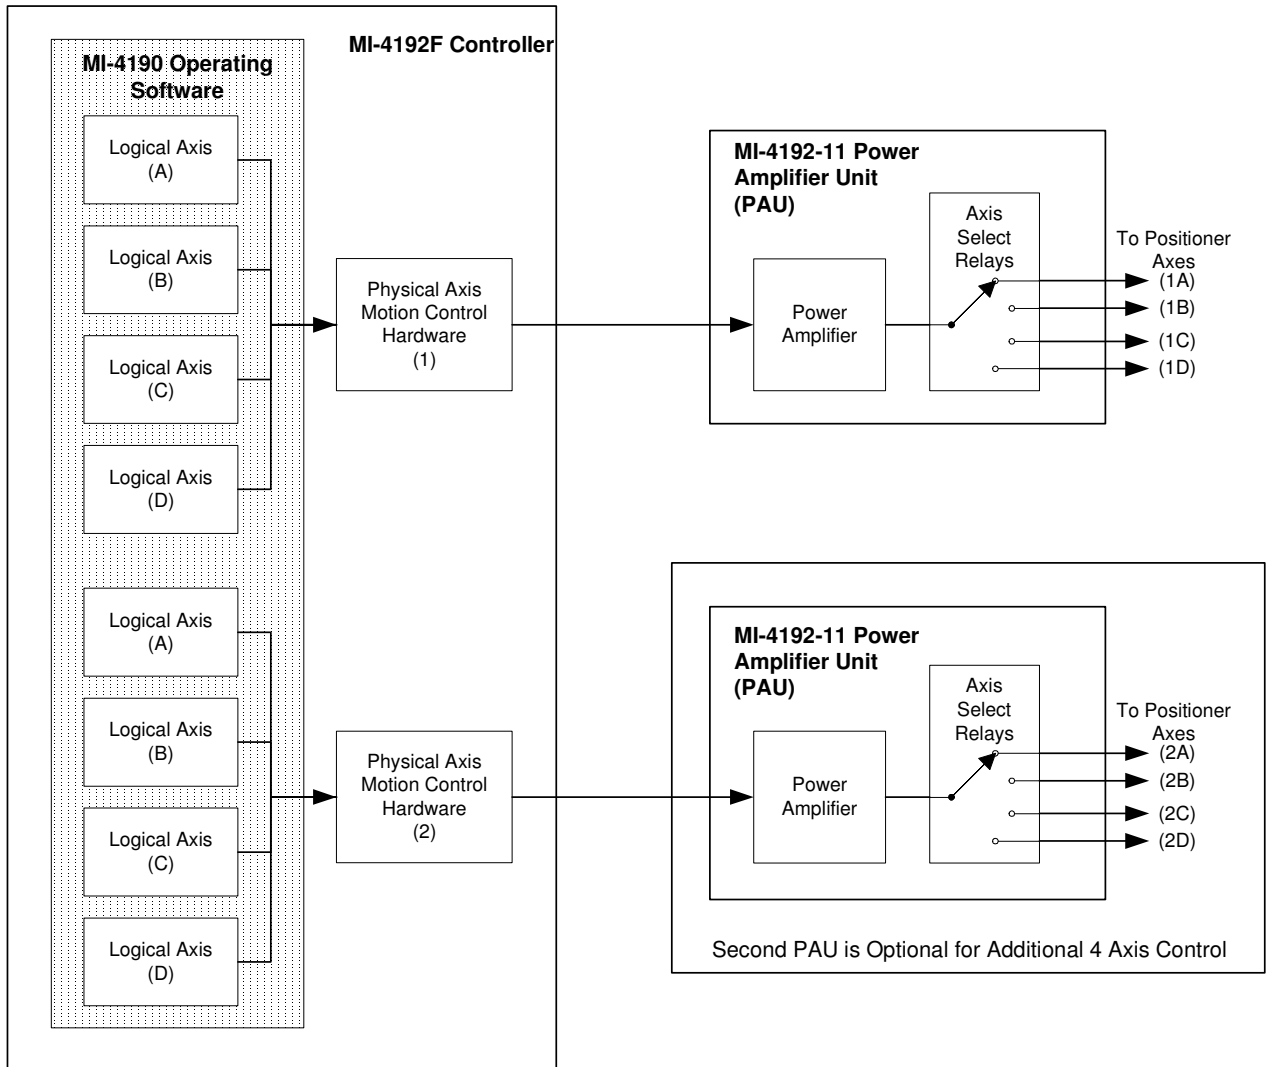 MI-4192F Controller
MI-4190 Operating
Software
Logical Axis
(A)
Logical Axis
(B)
Logical Axis
(C)
Logical Axis
(D)
Physical Axis
Motion Control
Hardware
(1)
MI-4192-11 Power
Amplifier Unit
(PAU)
Power
Amplifier
Axis
Select
Relays
To Positioner
Axes
(1A)
(1B)
(1C)
(1D)
Logical Axis
(A)
Logical Axis
(B)
Logical Axis
(C)
Logical Axis
(D)
Physical Axis
Motion Control
Hardware
(2)
MI-4192-11 Power
Amplifier Unit
(PAU)
Power
Amplifier
Axis
Select
Relays
To Positioner
Axes
(2A)
(2B)
(2C)
(2D)
Second PAU is Optional for Additional 4 Axis Control